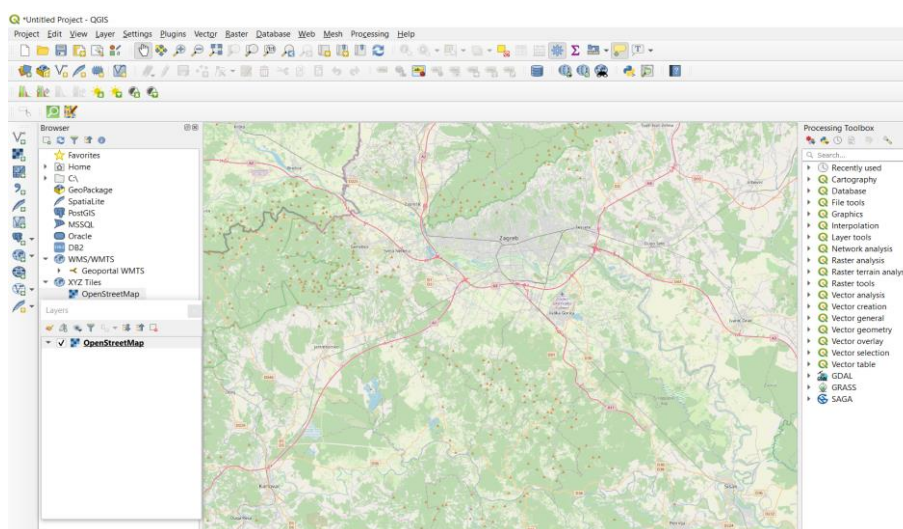 *Untitled Project - QGIS
Project Edit View Layer Settings Plugins Vector Raster Database Web Mesh Processing Help
Browser
Favorites
Home
C:\
GeoPackage
SpatiaLite
PostGIS
MSSQL
Oracle
DB2
WMS/WMTS
Geoportal WMTS
XYZ Tiles
OpenStreetMap
Layers
OpenStreetMap
Zagreb
Velika Gorica
Sisak
Processing Toolbox
Search...
Recently used
Cartography
Database
File tools
Graphics
Interpolation
Layer tools
Network analysis
Raster analysis
Raster terrain analys
Raster tools
Vector analysis
Vector creation
Vector general
Vector geometry
Vector overlay
Vector selection
Vector table
GDAL
GRASS
SAGA